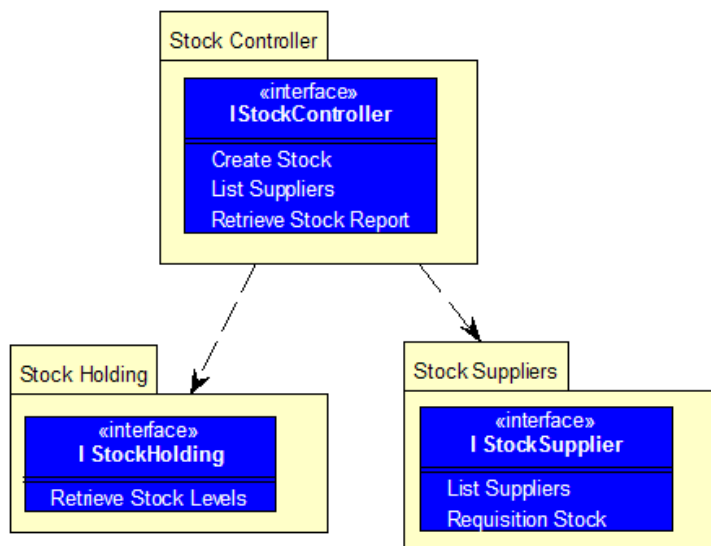 Stock Controller
«interface»
IStockController
Create Stock
List Suppliers
Retrieve Stock Report
Stock Holding
«interface»
I StockHolding
Retrieve Stock Levels
Stock Suppliers
«interface»
I StockSupplier
List Suppliers
Requisition Stock